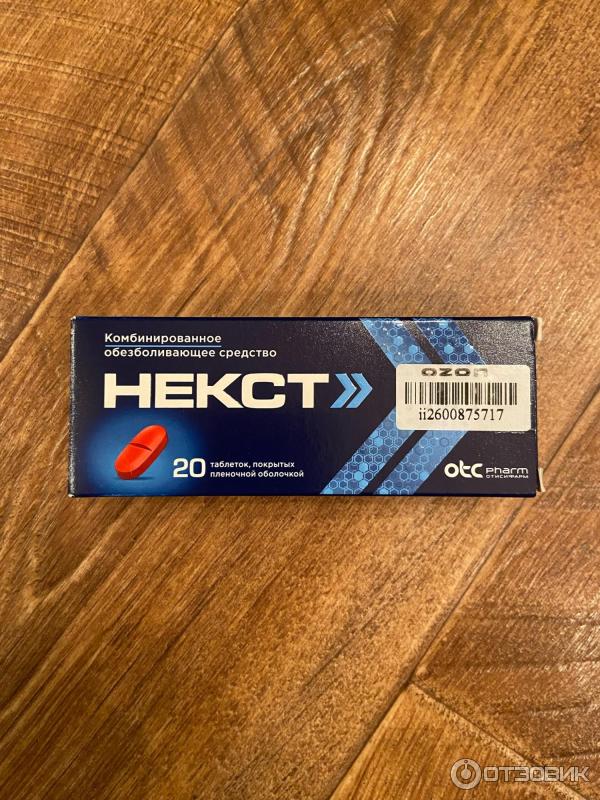 Комбинированное
обезболивающее средство
НЕКСТ
ozon
ii2600875717
20 таблеток, покрытых
пленочной оболочкой
otc pharm
ОТИСИФАРМ
ОТЗОВИК